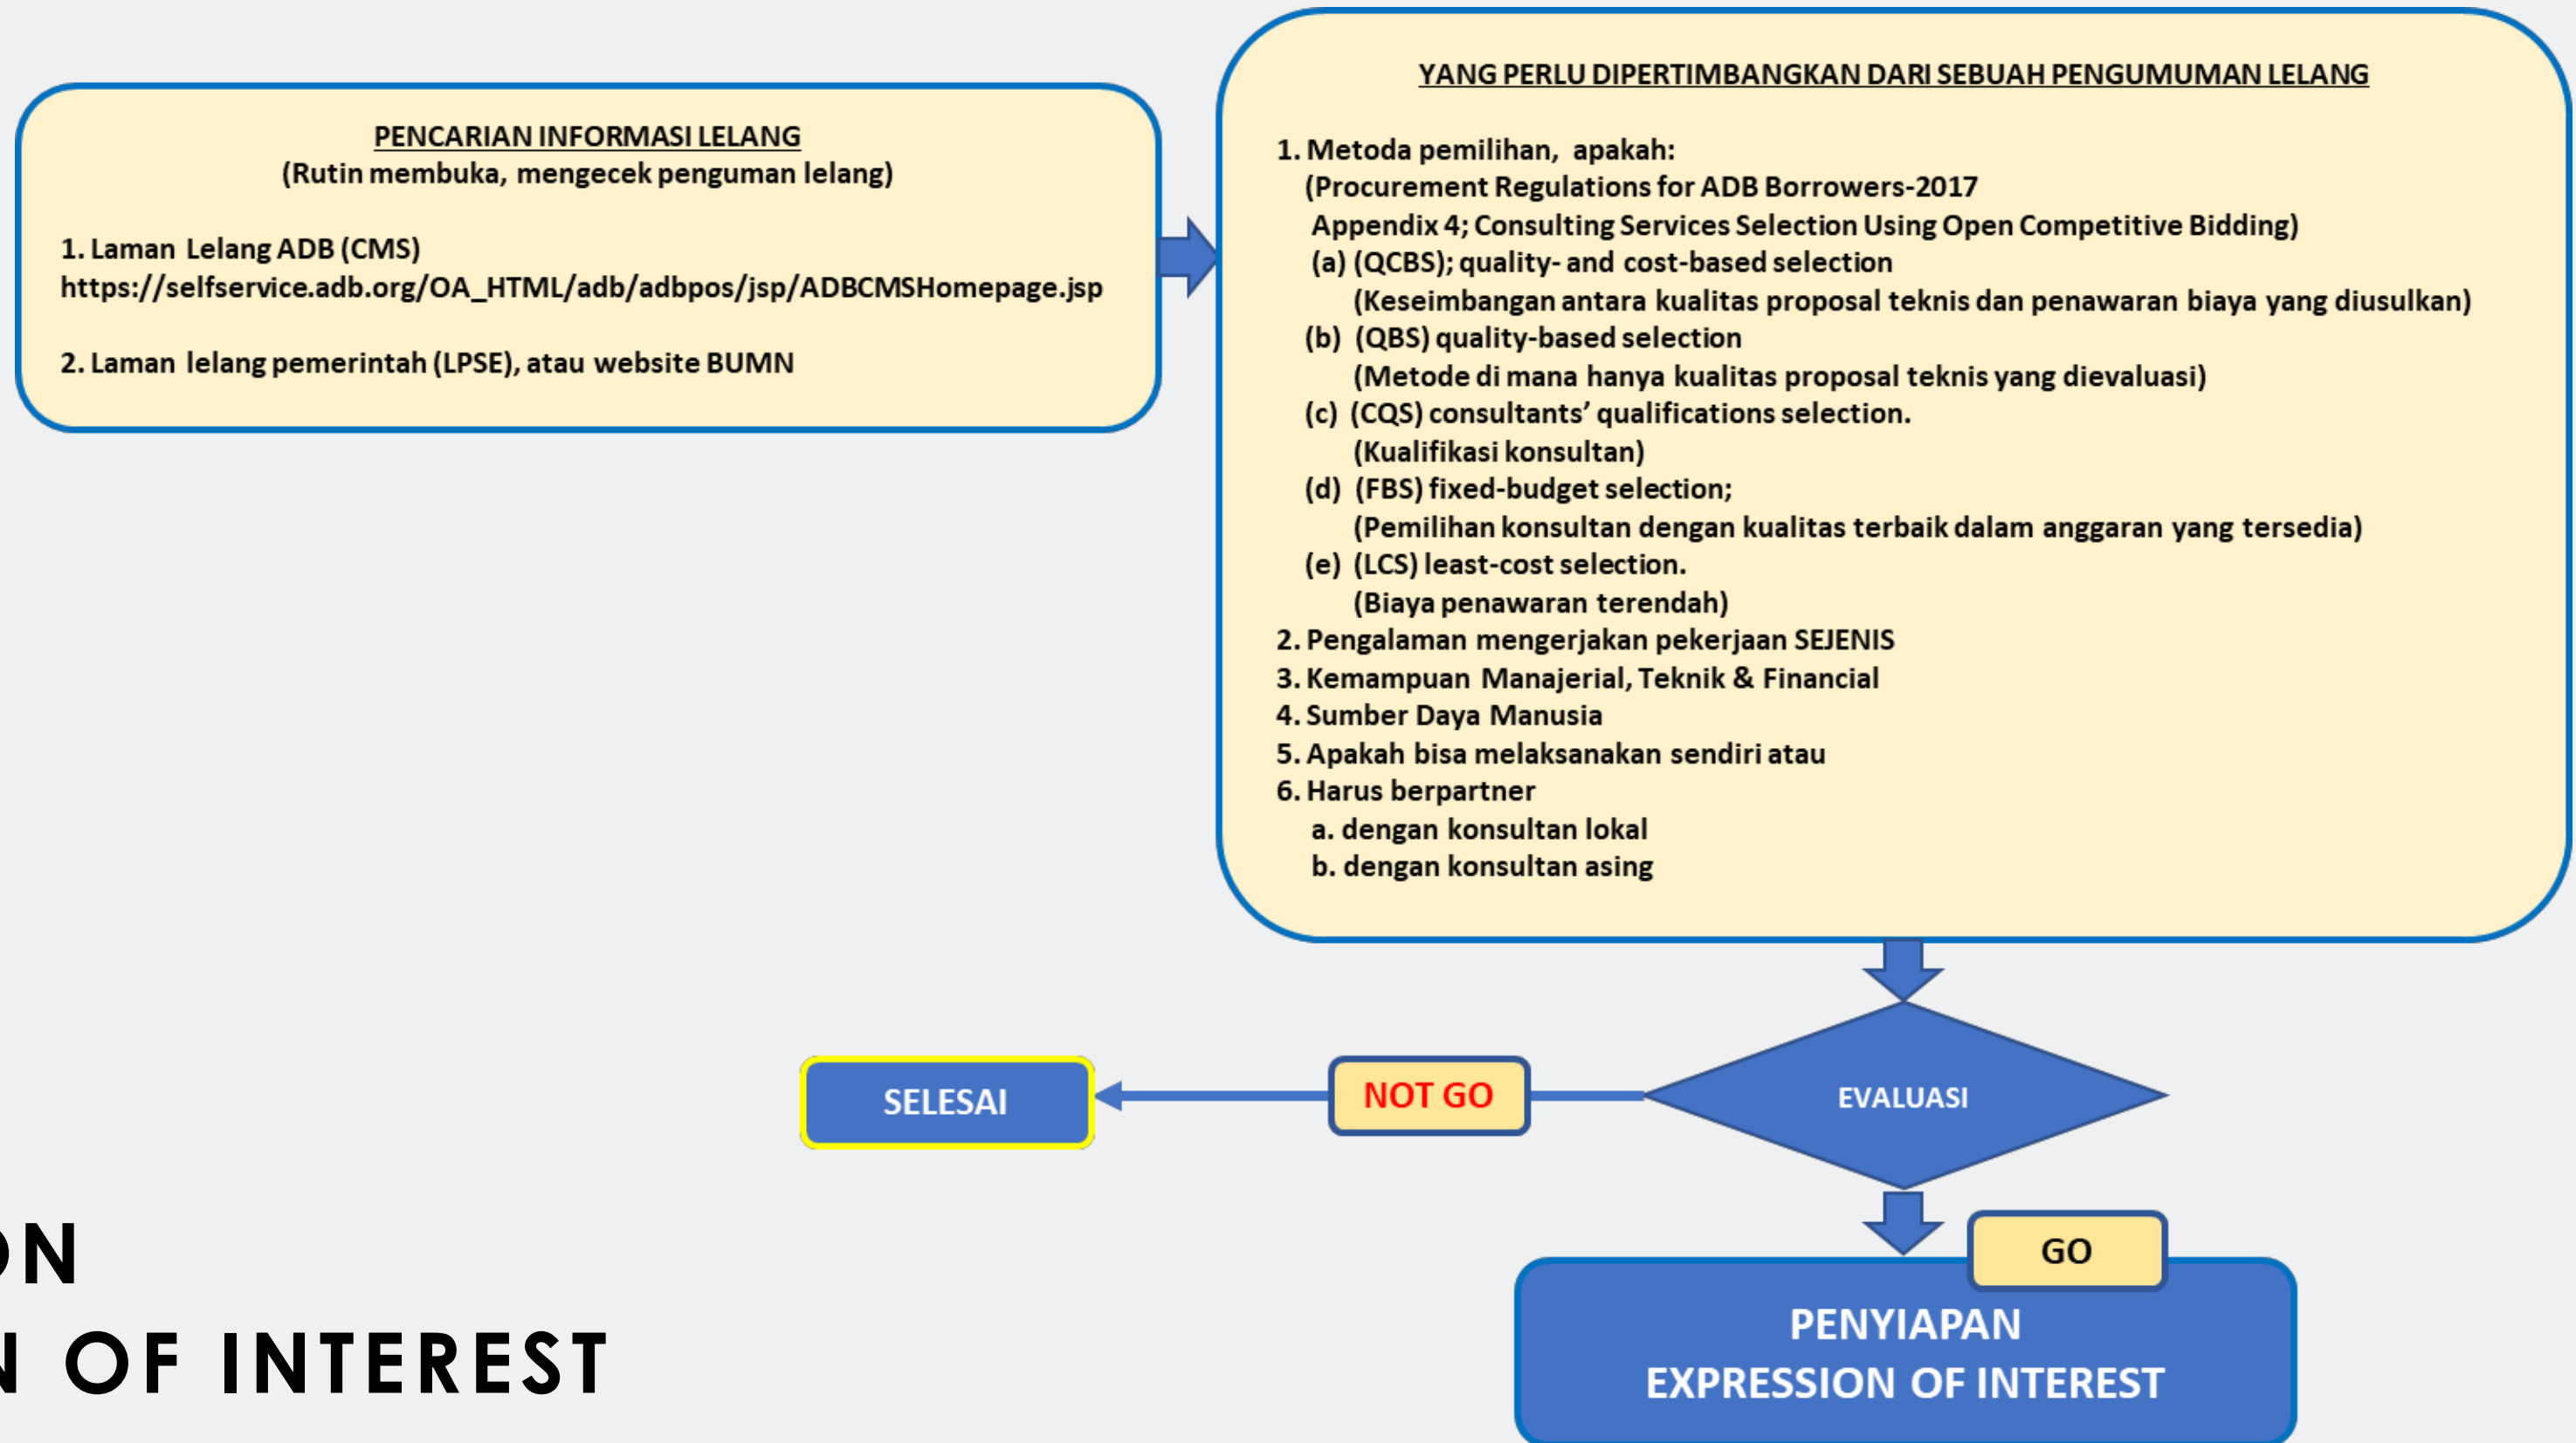 PENCARIAN INFORMASI LELANG
(Rutin membuka, mengecek penguman lelang)
1. Laman Lelang ADB (CMS)
https://selfservice.adb.org/OA_HTML/adb/adbpos/jsp/ADBCMSHomepage.jsp
2. Laman lelang pemerintah (LPSE), atau website BUMN
YANG PERLU DIPERTIMBANGKAN DARI SEBUAH PENGUMUMAN LELANG
1. Metoda pemilihan, apakah:
(Procurement Regulations for ADB Borrowers-2017
Appendix 4; Consulting Services Selection Using Open Competitive Bidding)
(a) (QCBS); quality- and cost-based selection
(Keseimbangan antara kualitas proposal teknis dan penawaran biaya yang diusulkan)
(b) (QBS) quality-based selection
(Metode di mana hanya kualitas proposal teknis yang dievaluasi)
(c) (CQS) consultants’ qualifications selection.
(Kualifikasi konsultan)
(d) (FBS) fixed-budget selection;
(Pemilihan konsultan dengan kualitas terbaik dalam anggaran yang tersedia)
(e) (LCS) least-cost selection.
(Biaya penawaran terendah)
2. Pengalaman mengerjakan pekerjaan SEJENIS
3. Kemampuan Manajerial, Teknik & Financial
4. Sumber Daya Manusia
5. Apakah bisa melaksanakan sendiri atau
6. Harus berpartner
a. dengan konsultan lokal
b. dengan konsultan asing
EVALUASI
NOT GO
SELESAI
GO
PENYIAPAN
EXPRESSION OF INTEREST
ON
N OF INTEREST